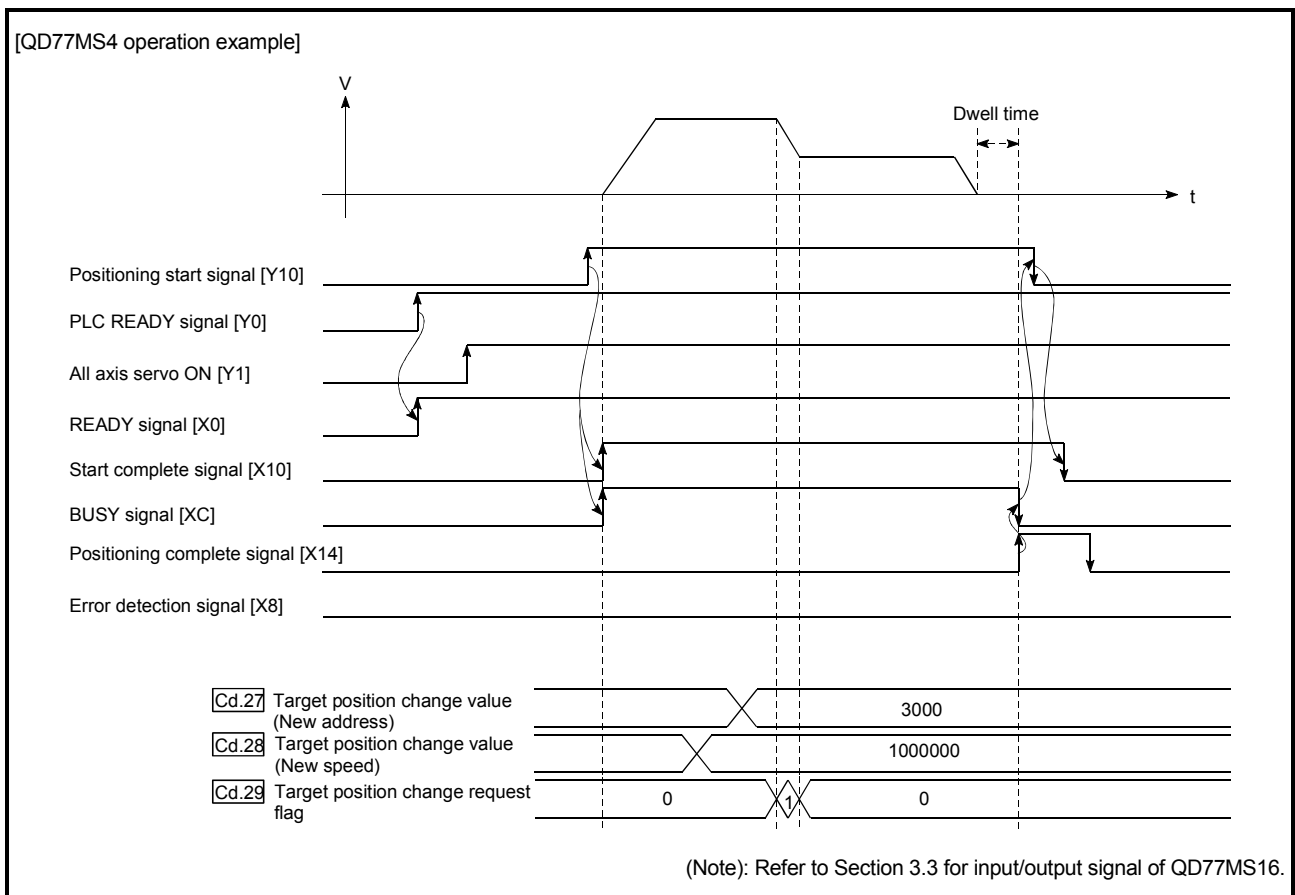 [QD77MS4 operation example]
V
Dwell time
t
Positioning start signal [Y10]
PLC READY signal [Y0]
All axis servo ON [Y1]
READY signal [X0]
Start complete signal [X10]
BUSY signal [XC]
Positioning complete signal [X14]
Error detection signal [X8]
Cd.27 Target position change value
(New address)
3000
Cd.28 Target position change value
(New speed)
1000000
Cd.29 Target position change request
flag
0 1 0
(Note): Refer to Section 3.3 for input/output signal of QD77MS16.